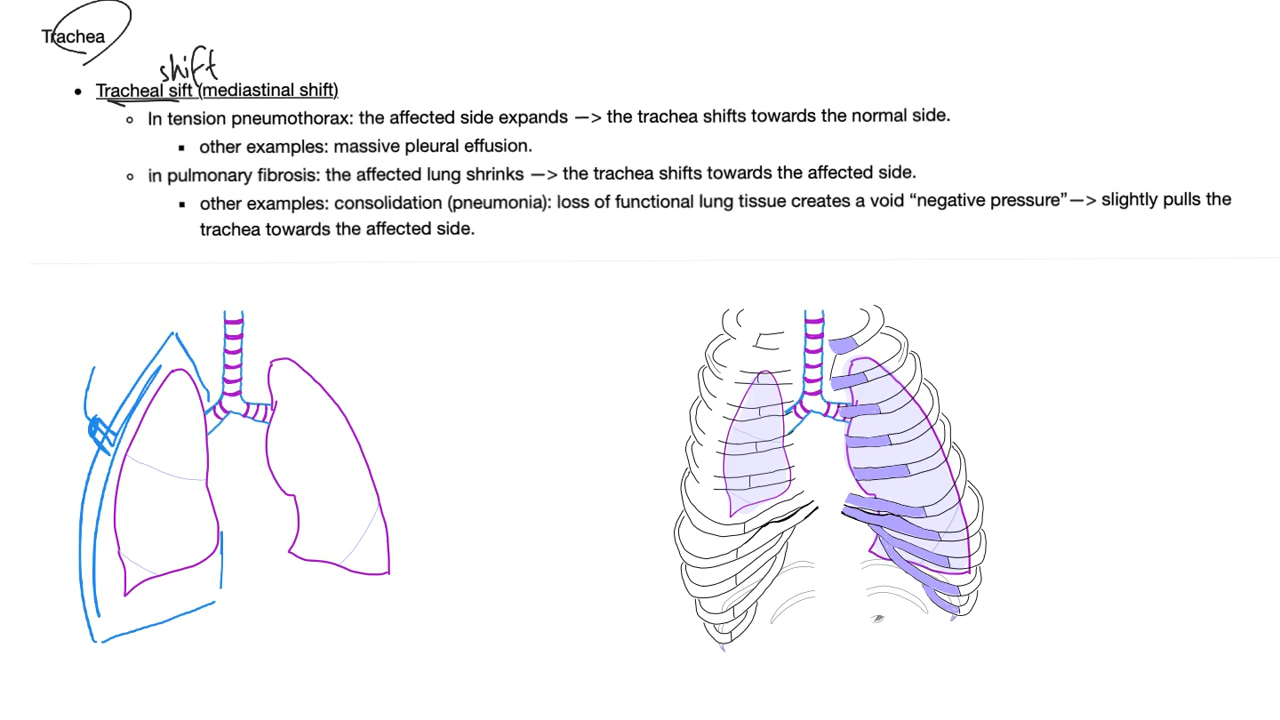 Trachea
shift
• Tracheal sift (mediastinal shift)
◦ In tension pneumothorax: the affected side expands —> the trachea shifts towards the normal side.
▪ other examples: massive pleural effusion.
◦ in pulmonary fibrosis: the affected lung shrinks —> the trachea shifts towards the affected side.
▪ other examples: consolidation (pneumonia): loss of functional lung tissue creates a void “negative pressure”—> slightly pulls the
trachea towards the affected side.